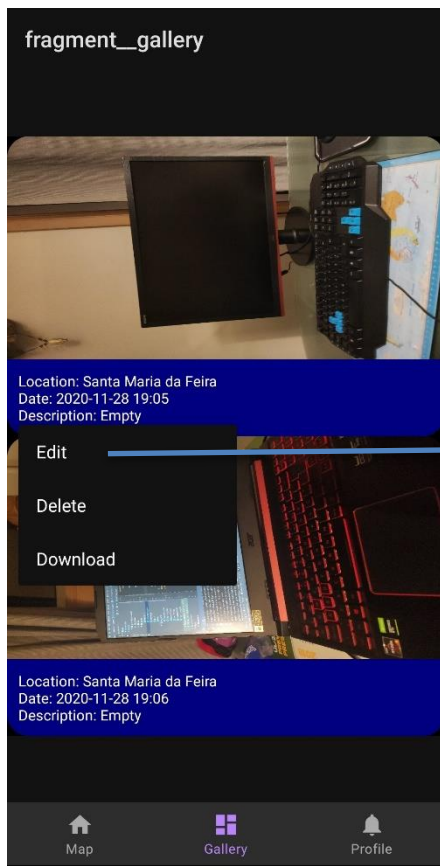 fragment__gallery
Location: Santa Maria da Feira
Date: 2020-11-28 19:05
Description: Empty
Edit
Delete
Download
Location: Santa Maria da Feira
Date: 2020-11-28 19:06
Description: Empty
Map
Gallery
Profile